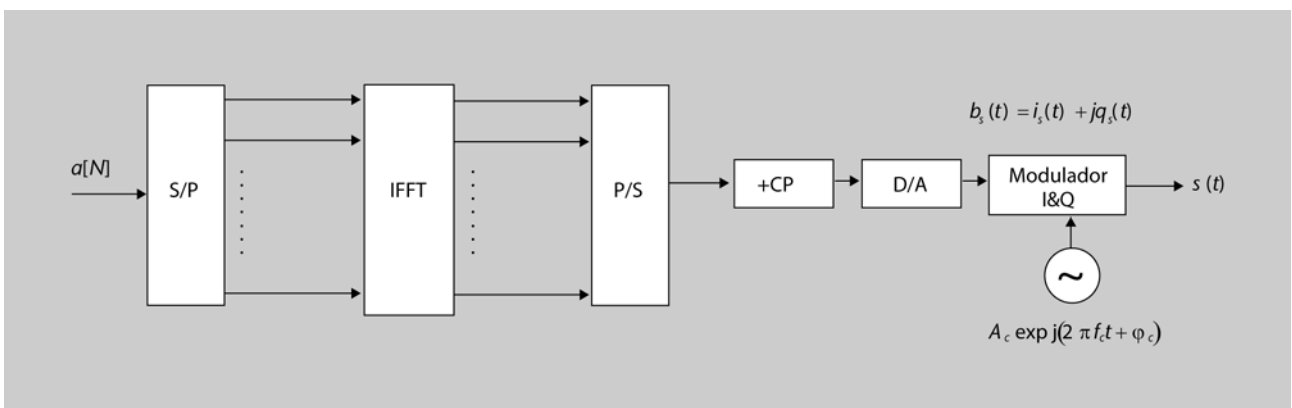 b_s(t) = i_s(t) + jq_s(t)
a[N]
S/P
IFFT
P/S
+CP
D/A
Modulador
I&Q
s(t)
~
A_c exp j(2 π f_c t + φ_c)